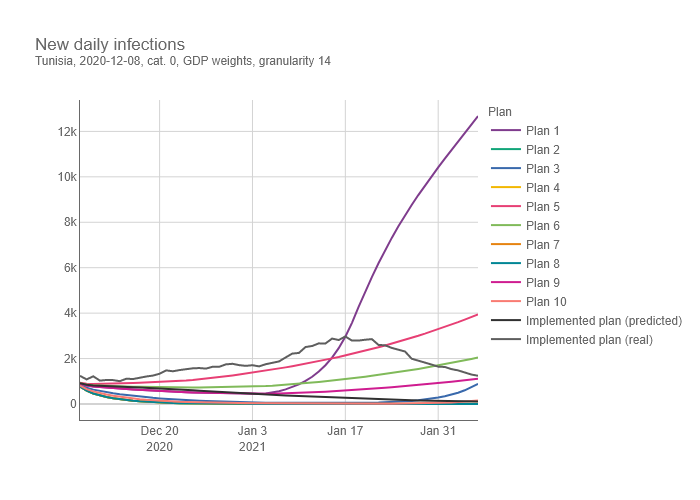 New daily infections
Tunisia, 2020-12-08, cat. 0, GDP weights, granularity 14
12k
10k
8k
6k
4k
2k
0
Dec 20
2020
Jan 3
2021
Jan 17
Jan 31
Plan
Plan 1
Plan 2
Plan 3
Plan 4
Plan 5
Plan 6
Plan 7
Plan 8
Plan 9
Plan 10
Implemented plan (predicted)
Implemented plan (real)